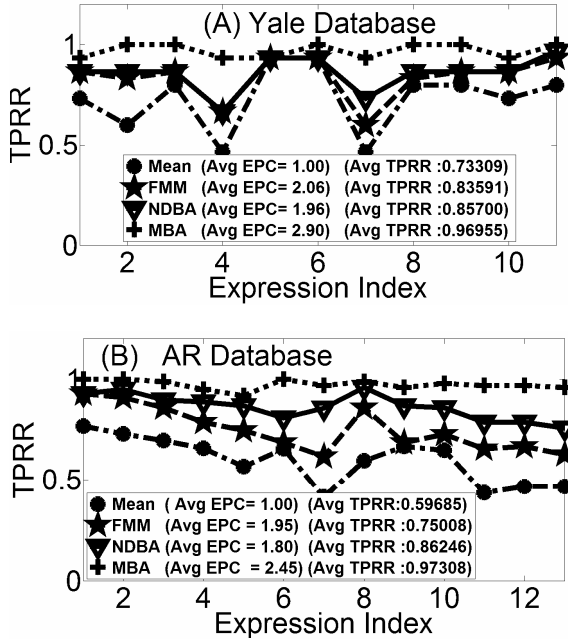 (A) Yale Database
1
0.5
0
TPRR
Mean (Avg EPC= 1.00) (Avg TPRR :0.73309)
FMM (Avg EPC= 2.06) (Avg TPRR :0.83591)
NDBA (Avg EPC= 1.96) (Avg TPRR :0.85700)
MBA (Avg EPC= 2.90) (Avg TPRR :0.96955)
2 4 6 8 10
Expression Index
(B) AR Database
1
0.5
0
TPRR
Mean ( Avg EPC= 1.00) (Avg TPRR:0.59685)
FMM (Avg EPC = 1.95) (Avg TPRR :0.75008)
NDBA (Avg EPC = 1.80) (Avg TPRR :0.86246)
MBA (Avg EPC = 2.45) (Avg TPRR :0.97308)
2 4 6 8 10 12
Expression Index